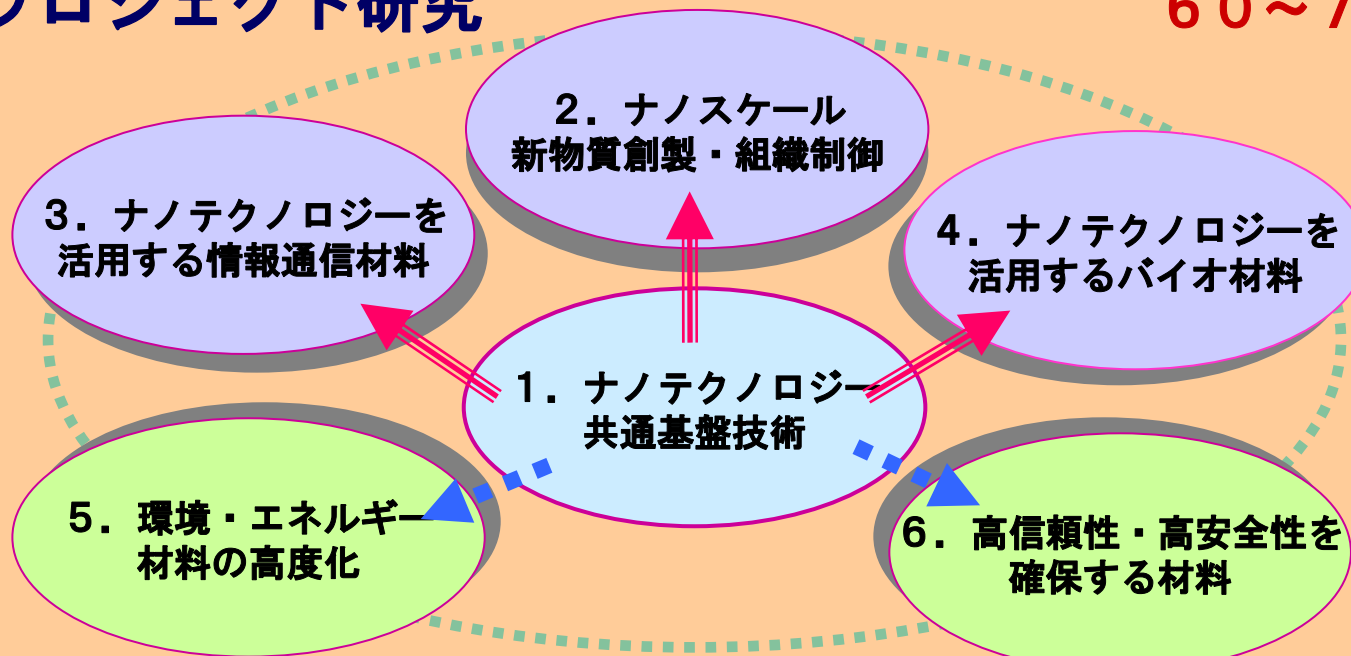 プロジェクト研究
６０～７
２．ナノスケール
新物質創製・組織制御
３．ナノテクノロジーを
活用する情報通信材料
４．ナノテクノロジーを
活用するバイオ材料
１．ナノテクノロジー
共通基盤技術
５．環境・エネルギー
材料の高度化
６．高信頼性・高安全性を
確保する材料